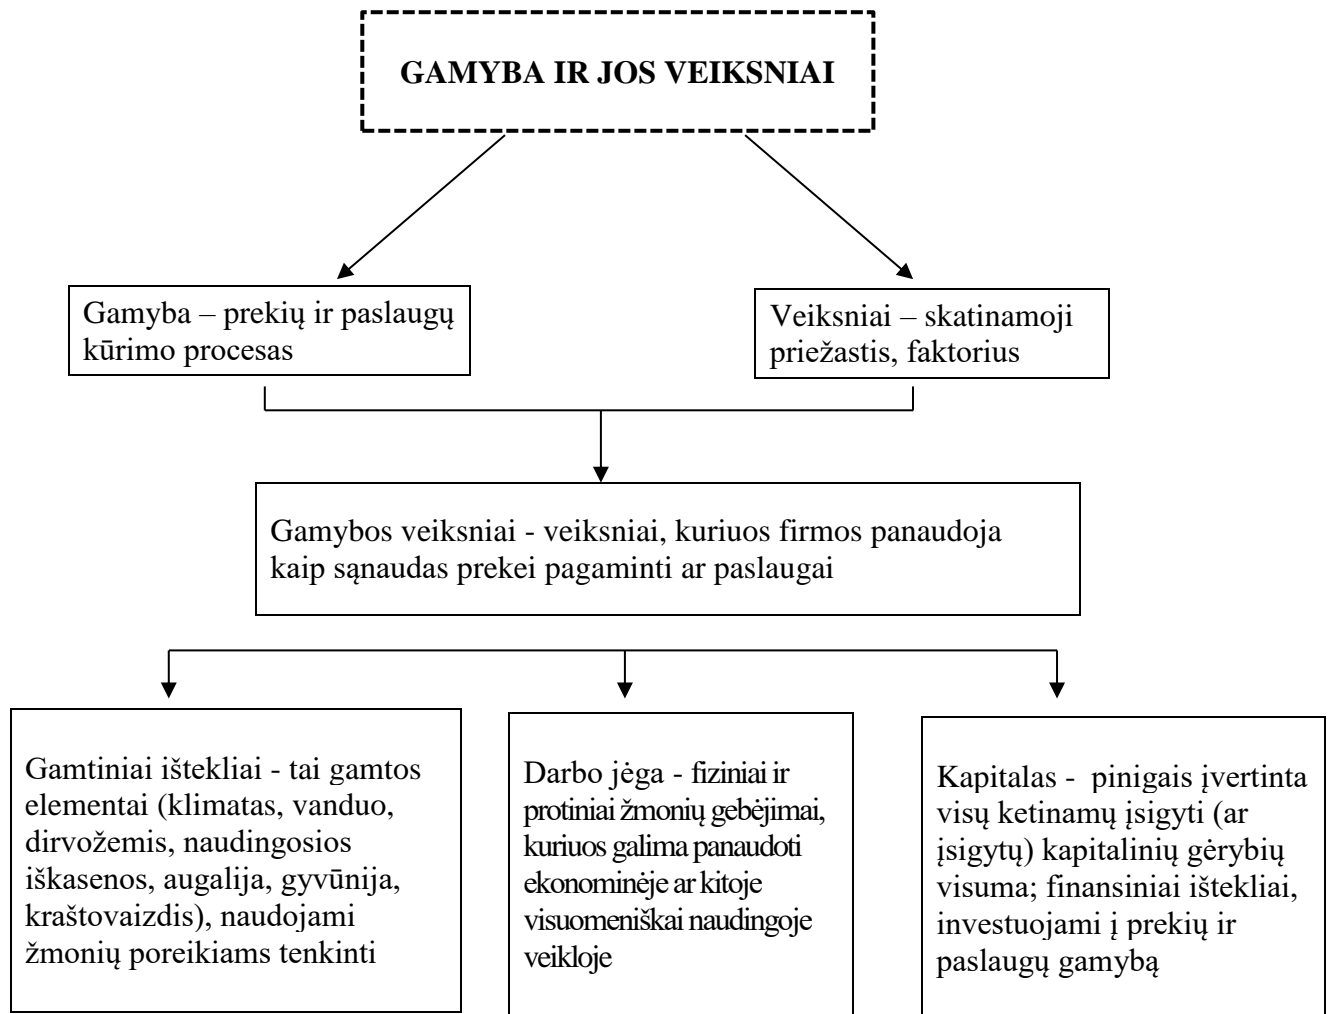 GAMYBA IR JOS VEIKSNIAI
Gamyba – prekių ir paslaugų
kūrimo procesas
Veiksniai – skatinamoji
priežastis, faktorius
Gamybos veiksniai - veiksniai, kuriuos firmos panaudoja
kaip sąnaudas prekei pagaminti ar paslaugai
Gamtiniai ištekliai - tai gamtos
elementai (klimatas, vanduo,
dirvožemis, naudingosios
iškasenos, augalija, gyvūnija,
kraštovaizdis), naudojami
žmonių poreikiams tenkinti
Darbo jėga - fiziniai ir
protiniai žmonių gebėjimai,
kuriuos galima panaudoti
ekonominėje ar kitoje
visuomeniškai naudingoje
veikloje
Kapitalas - pinigais įvertinta
visų ketinamų įsigyti (ar
įsigytų) kapitalinių gėrybių
visuma; finansiniai ištekliai,
investuojami į prekių ir
paslaugų gamybą